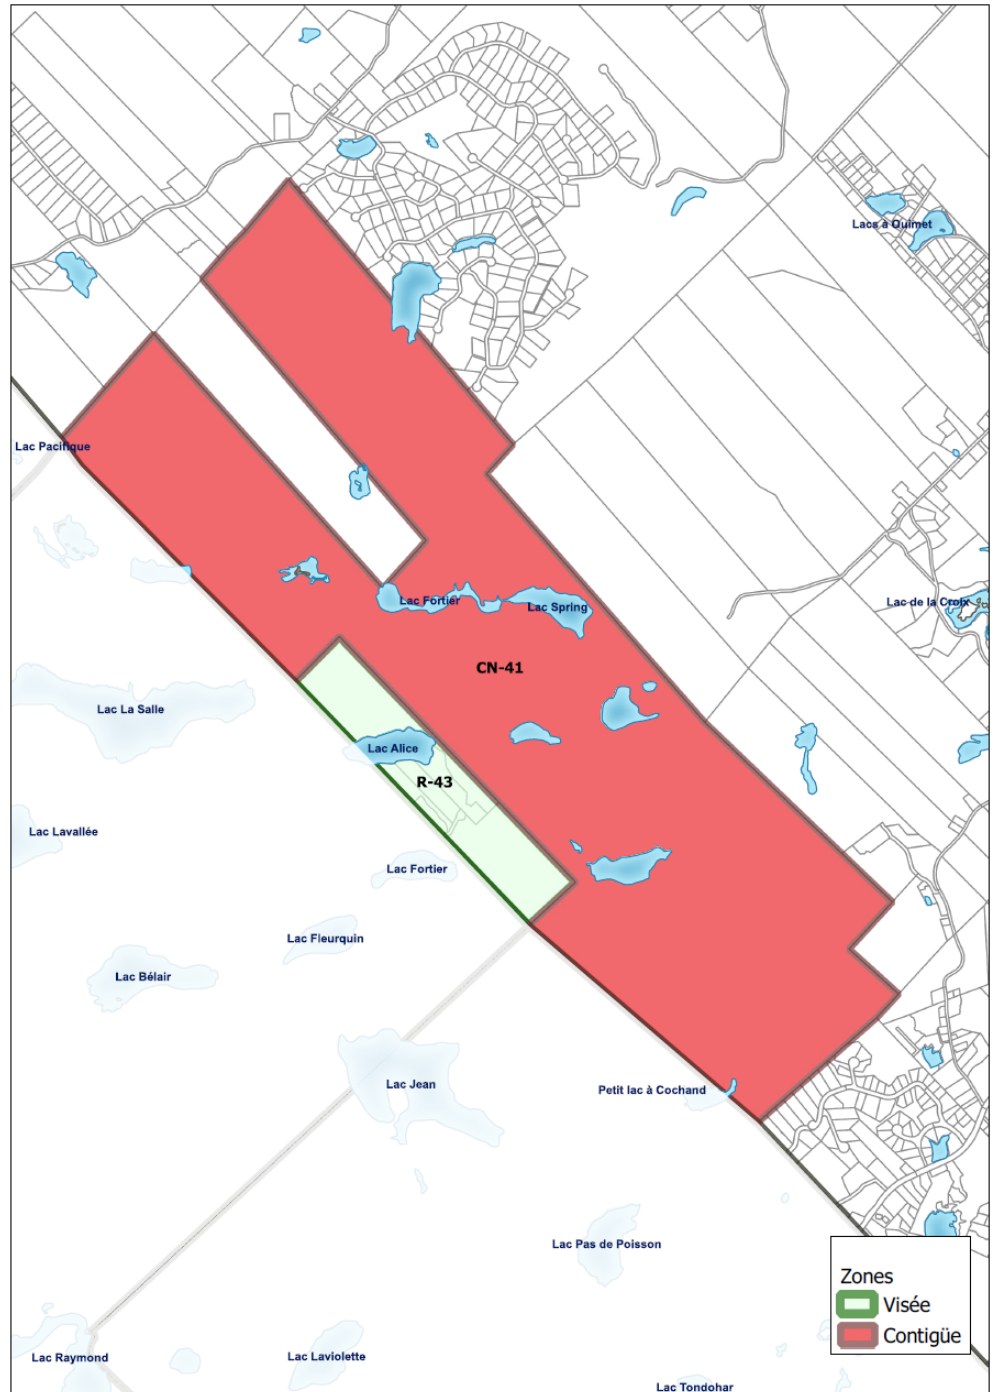 Lacs à Ouimet
Lac Pacifique
Lac Fortier
Lac Spring
Lac de la Croix
CN-41
Lac La Salle
Lac Alice
R-43
Lac Lavallée
Lac Fortier
Lac Fleurquin
Lac Bélair
Lac Jean
Petit lac à Cochand
Lac Pas de Poisson
Zones
Visée
Contigüe
Lac Raymond
Lac Laviolette
Lac Tondohar